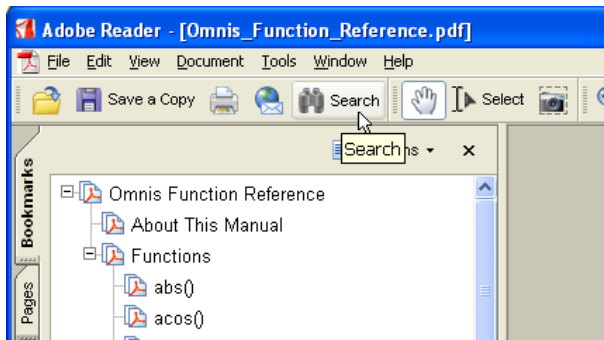 Adobe Reader - [Omnis_Function_Reference.pdf]
File Edit View Document Tools Window Help
Save a Copy Search Select
Search
Bookmarks
Pages
Omnis Function Reference
About This Manual
Functions
abs()
acos()